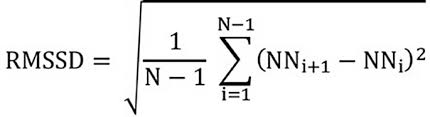 RMSSD = √(1/(N − 1) ∑_{i=1}^{N−1} (NN_{i+1} − NN_i)²)